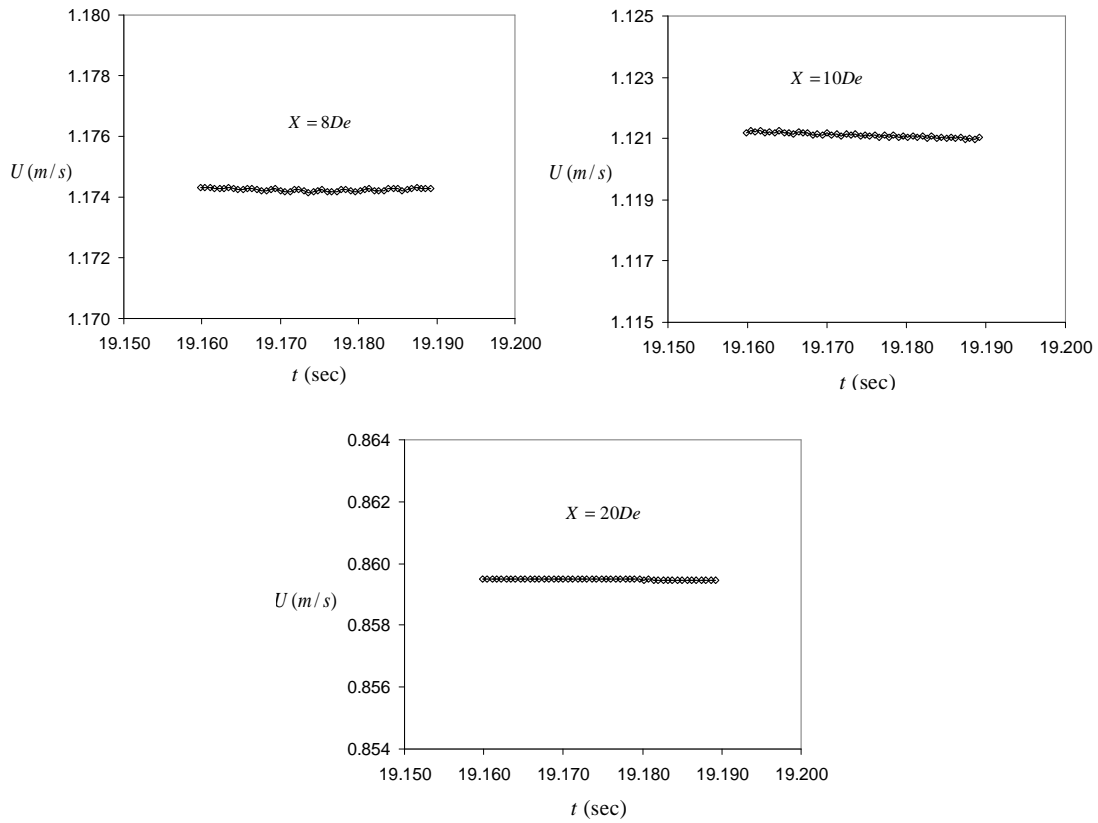 1.180
1.178
1.176
1.174
1.172
1.170
U (m/s)
X = 8De
19.150 19.160 19.170 19.180 19.190 19.200
t (sec)
1.125
1.123
1.121
1.119
1.117
1.115
U (m/s)
X = 10De
19.150 19.160 19.170 19.180 19.190 19.200
t (sec)
0.864
0.862
0.860
0.858
0.856
0.854
U (m/s)
X = 20De
19.150 19.160 19.170 19.180 19.190 19.200
t (sec)